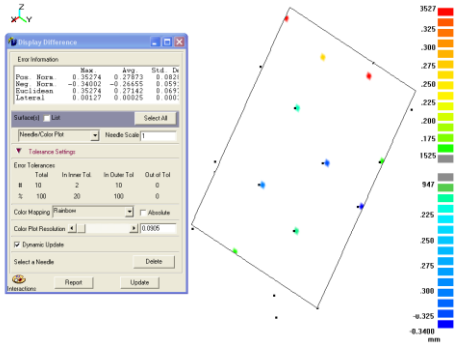 Z
X Y
Display Difference
Error Information
Max. Avg. Std. De
Pos. Norm. 0.35274 0.27873 0.082
Neg Norm. -0.34002 -0.26655 0.059
Euclidean 0.35274 0.27142 0.069
Lateral 0.00127 0.00025 0.000
Surface(s) List Select All
Needle/Color Plot Needle Scale 1
Tolerance Settings
Error Tolerances
Total In Inner Tol. In Outer Tol Out of Tol
# 10 2 10 0
% 20 100 0
Color Mapping Rainbow Absolute
Color Plot Resolution 0.0905
Dynamic Update
Select a Needle Delete
Interactions Report Update
3527
.325
.300
.275
.250
.225
.200
.175
1525
947
.225
.250
.275
.300
-0.325
-0.3400
mm